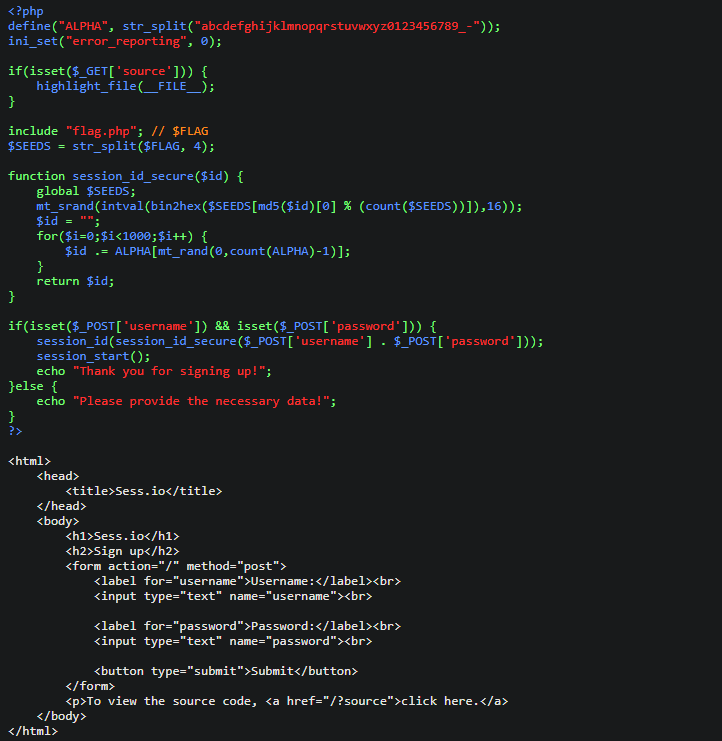 <?php
define("ALPHA", str_split("abcdefghijklmnopqrstuvwxyz0123456789_-"));
ini_set("error_reporting", 0);

if(isset($_GET['source'])) {
    highlight_file(__FILE__);
}

include "flag.php"; // $FLAG
$SEEDS = str_split($FLAG, 4);

function session_id_secure($id) {
    global $SEEDS;
    mt_srand(intval(bin2hex($SEEDS[md5($id)[0] % (count($SEEDS))]),16));
    $id = "";
    for($i=0;$i<1000;$i++) {
        $id .= ALPHA[mt_rand(0,count(ALPHA)-1)];
    }
    return $id;
}

if(isset($_POST['username']) && isset($_POST['password'])) {
    session_id(session_id_secure($_POST['username'] . $_POST['password']));
    session_start();
    echo "Thank you for signing up!";
}else {
    echo "Please provide the necessary data!";
}
?>

<html>
    <head>
        <title>Sess.io</title>
    </head>
    <body>
        <h1>Sess.io</h1>
        <h2>Sign up</h2>
        <form action="/" method="post">
            <label for="username">Username:</label><br>
            <input type="text" name="username"><br>

            <label for="password">Password:</label><br>
            <input type="text" name="password"><br>

            <button type="submit">Submit</button>
        </form>
        <p>To view the source code, <a href="/?source">click here.</a>
    </body>
</html>